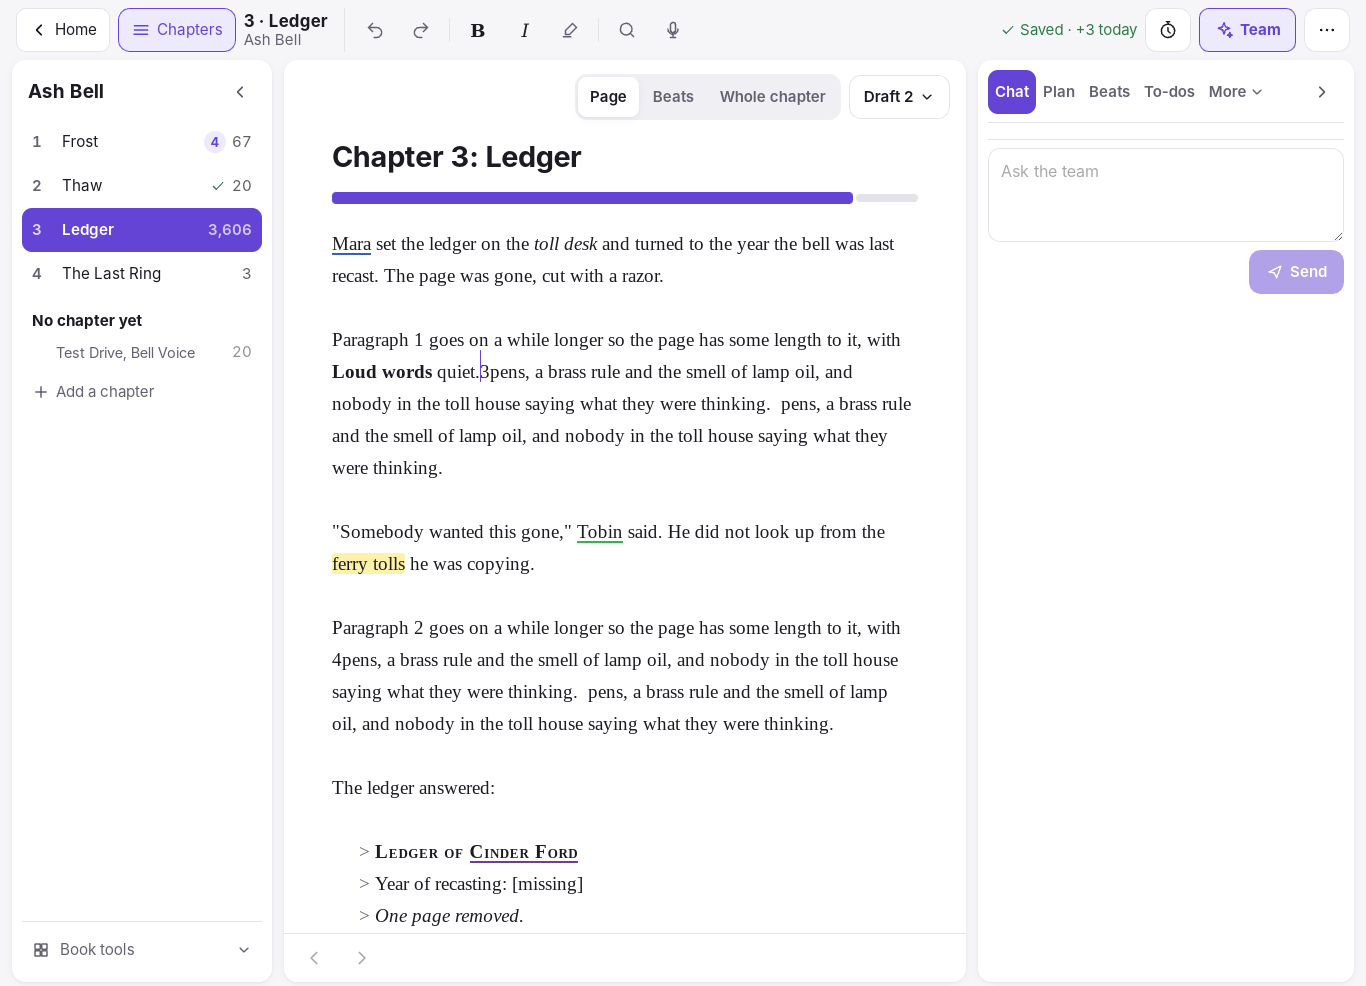 Home
Chapters
3 · Ledger
Ash Bell
B
I
Saved · +3 today
Team
Ash Bell
1 Frost 4 67
2 Thaw 20
3 Ledger 3,606
4 The Last Ring 3
No chapter yet
Test Drive, Bell Voice 20
Add a chapter
Book tools
Page
Beats
Whole chapter
Draft 2
Chapter 3: Ledger
Mara set the ledger on the toll desk and turned to the year the bell was last
recast. The page was gone, cut with a razor.
Paragraph 1 goes on a while longer so the page has some length to it, with
Loud words quiet.3pens, a brass rule and the smell of lamp oil, and
nobody in the toll house saying what they were thinking.  pens, a brass rule
and the smell of lamp oil, and nobody in the toll house saying what they
were thinking.
"Somebody wanted this gone," Tobin said. He did not look up from the
ferry tolls he was copying.
Paragraph 2 goes on a while longer so the page has some length to it, with
4pens, a brass rule and the smell of lamp oil, and nobody in the toll house
saying what they were thinking.  pens, a brass rule and the smell of lamp
oil, and nobody in the toll house saying what they were thinking.
The ledger answered:
> Ledger of Cinder Ford
> Year of recasting: [missing]
> One page removed.
Chat
Plan
Beats
To-dos
More
Ask the team
Send